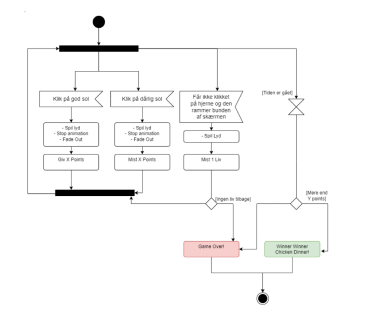 Klik på god sol
Klik på dårlig sol
Får ikke klikket
på hjerne og den
rammer bunden
af skærmen
[Tiden er gået]
- Spil lyd
- Stop animation
- Fade Out
- Spil lyd
- Stop animation
- Fade Out
- Spil Lyd
Giv X Points
Mist X Points
Mist 1 Liv
[Ingen liv tilbage]
[Mere end
Y points]
Game Over!
Winner Winner
Chicken Dinner!